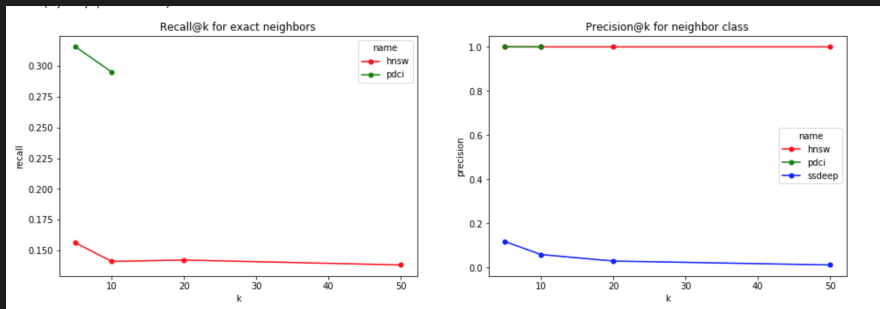 Recall@k for exact neighbors
name
hnsw
pdci
0.300
0.275
0.250
0.225
0.200
0.175
0.150
recall
10
20
30
40
50
k
Precision@k for neighbor class
name
hnsw
pdci
ssdeep
1.0
0.8
0.6
0.4
0.2
0.0
precision
10
20
30
40
50
k